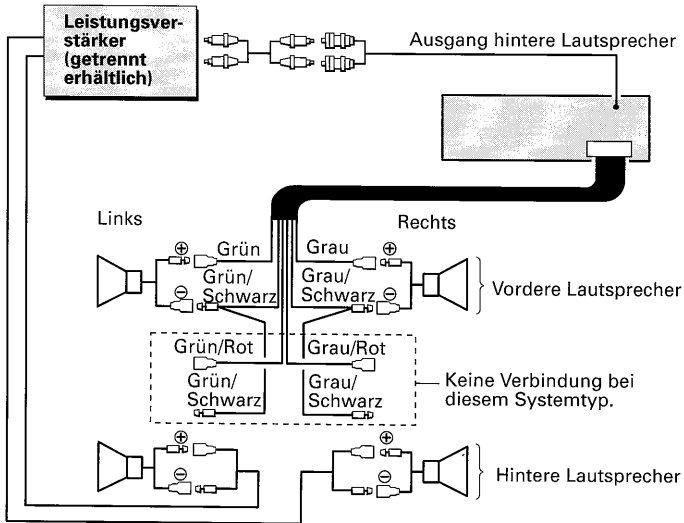 Leistungsver-
stärker
(getrennt
erhältlich)
Ausgang hintere Lautsprecher
Links
Rechts
⊕
Grün
Grau
⊕
Grün/
Schwarz
Grau/
Schwarz
⊖
⊖
Vordere Lautsprecher
Grün/Rot
Grau/Rot
Grün/
Schwarz
Grau/
Schwarz
Keine Verbindung bei
diesem Systemtyp.
⊕
⊖
⊕
⊖
Hintere Lautsprecher